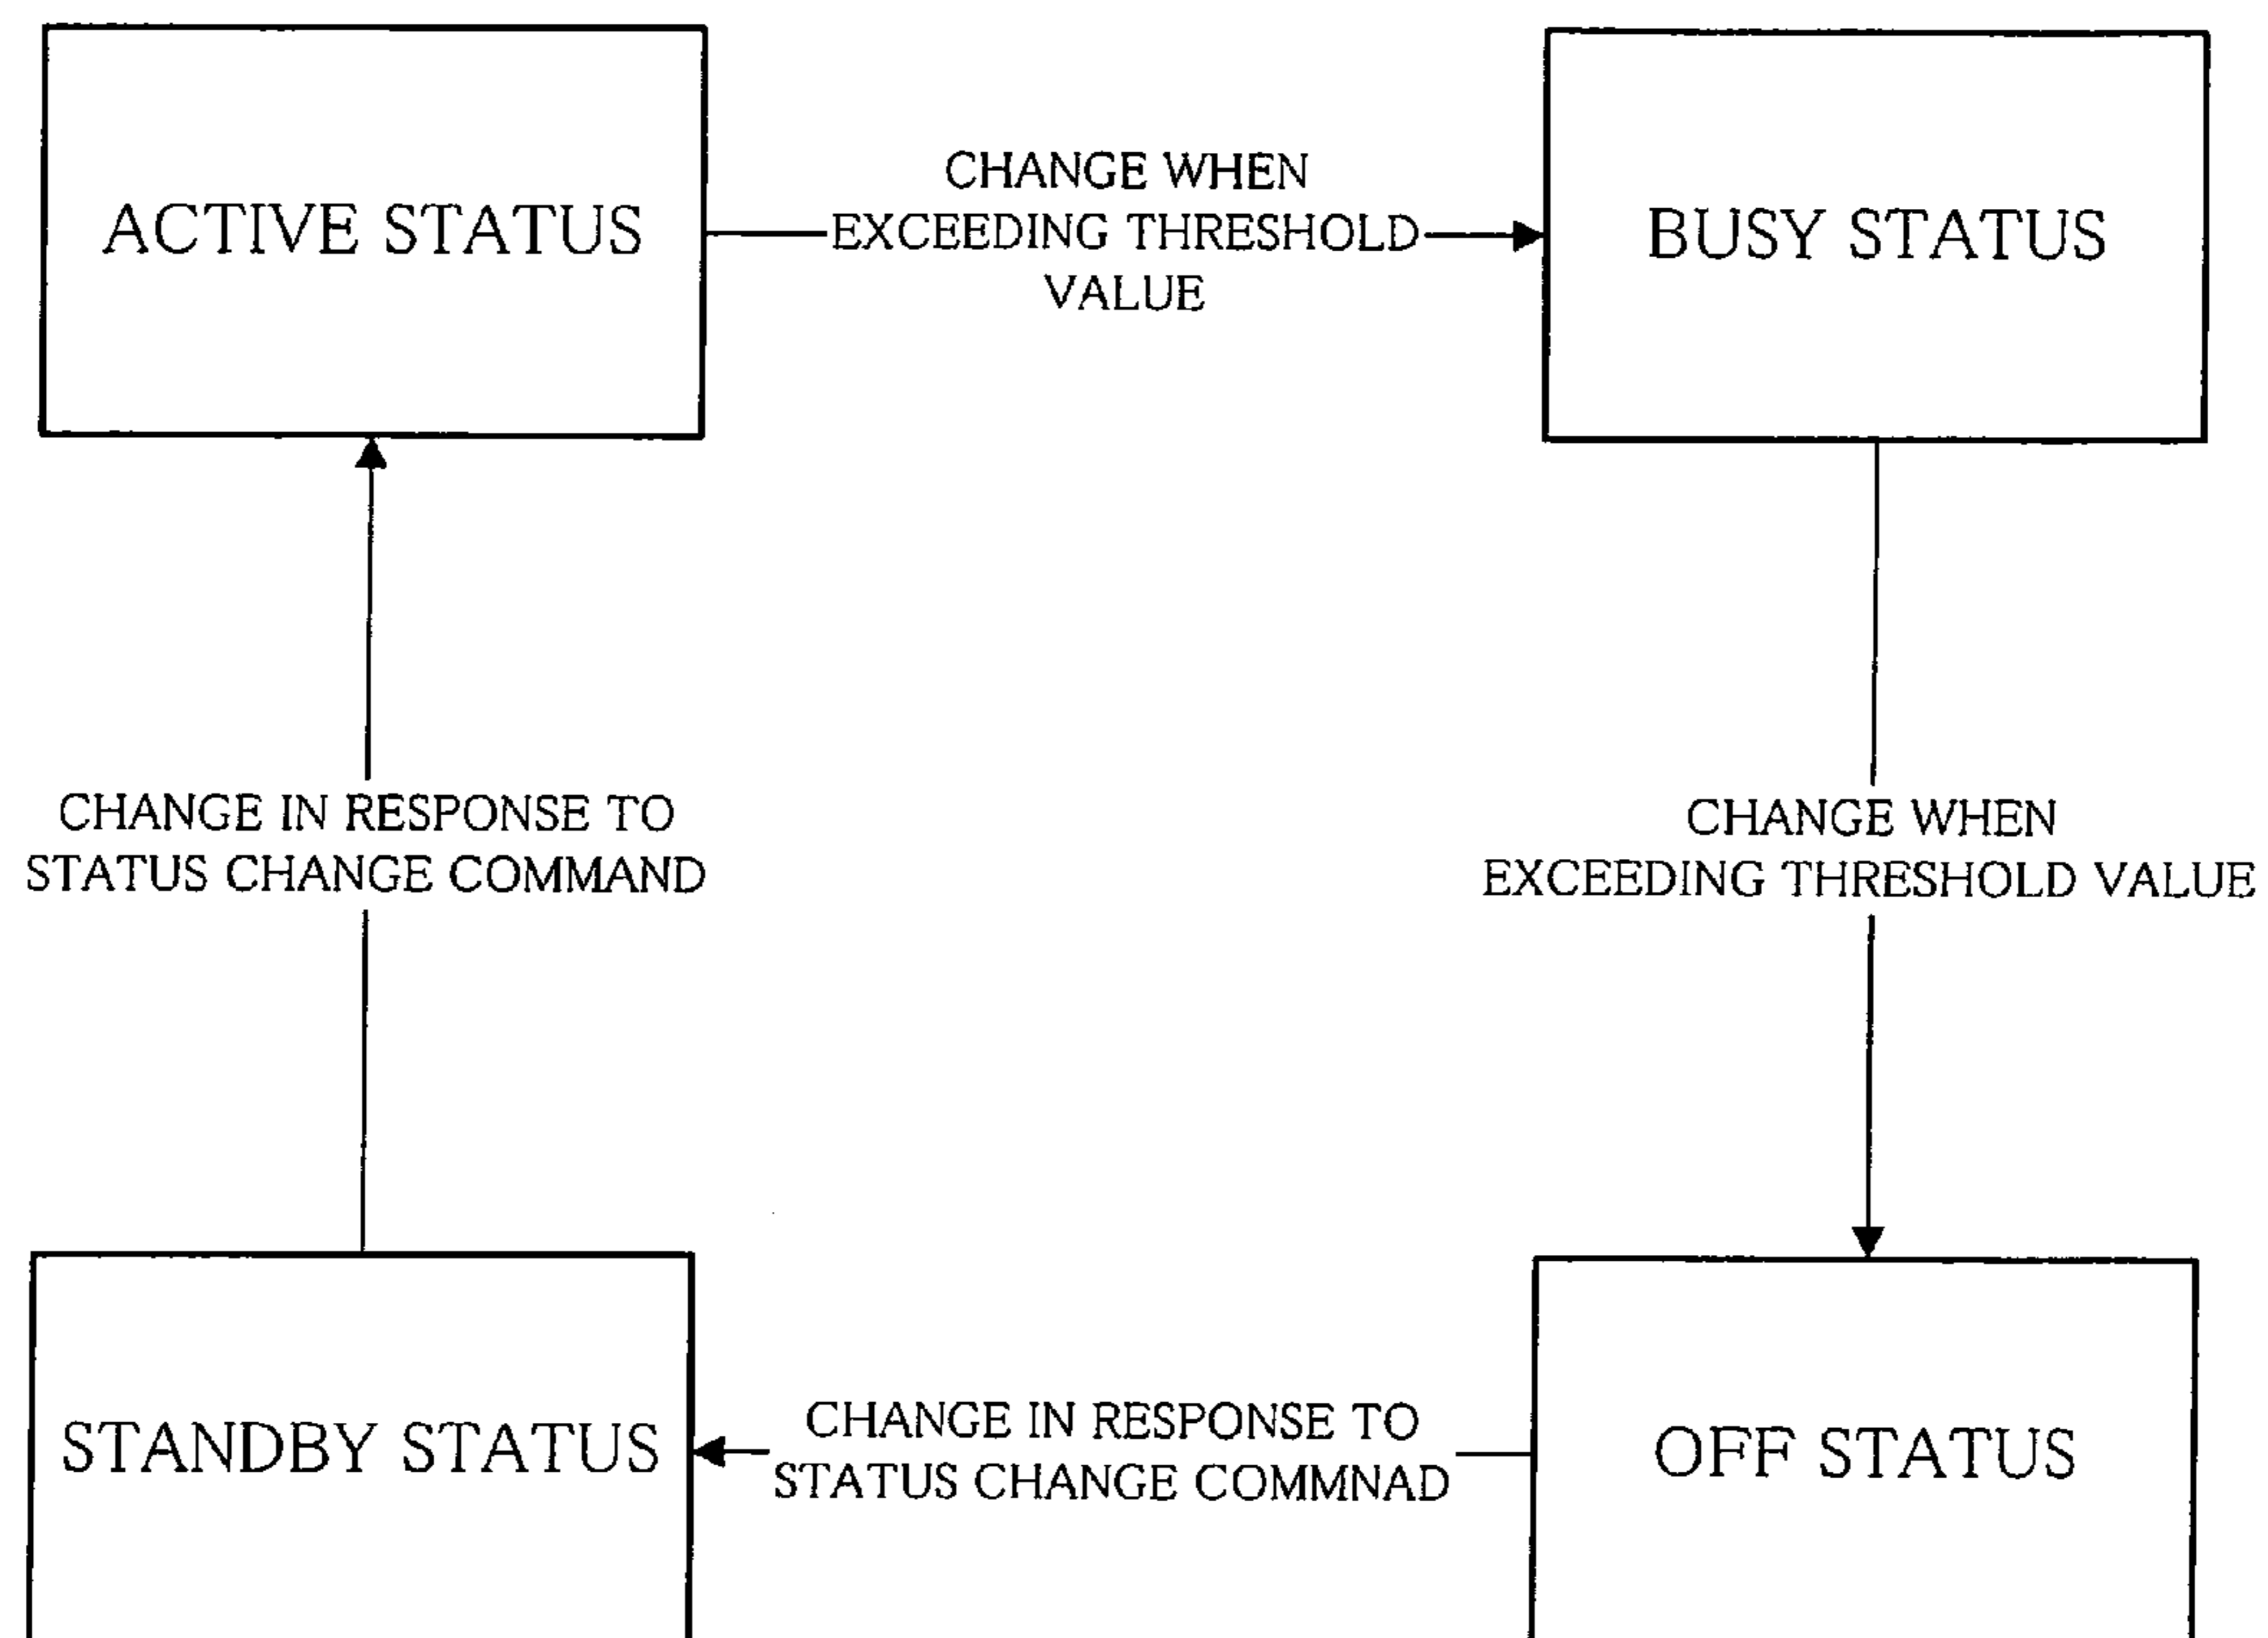 ACTIVE STATUS
CHANGE WHEN
EXCEEDING THRESHOLD
VALUE
BUSY STATUS
CHANGE IN RESPONSE TO
STATUS CHANGE COMMAND
CHANGE WHEN
EXCEEDING THRESHOLD VALUE
STANDBY STATUS
CHANGE IN RESPONSE TO
STATUS CHANGE COMMNAD
OFF STATUS